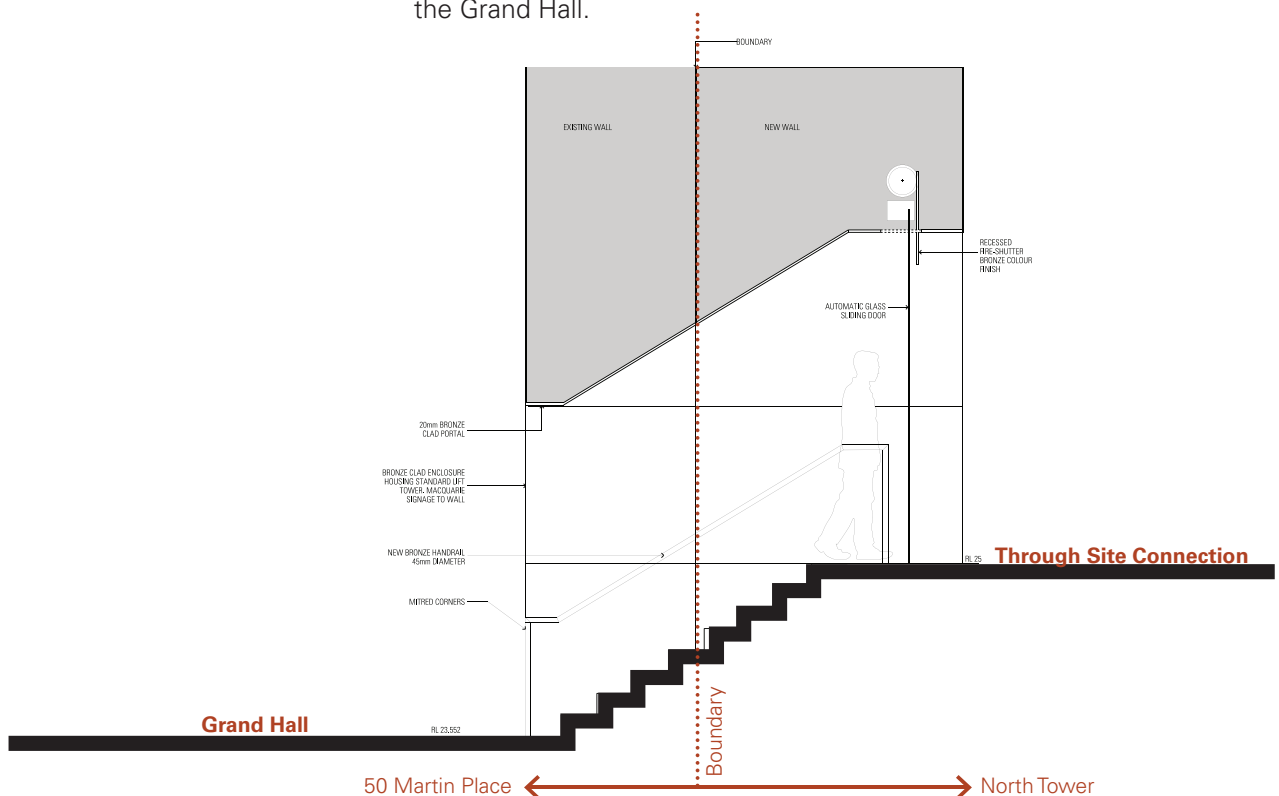 the Grand Hall.
BOUNDARY
EXISTING WALL
NEW WALL
RECESSED
FIRE-SHUTTER
BRONZE COLOUR
FINISH
AUTOMATIC GLASS
SLIDING DOOR
20mm BRONZE
CLAD PORTAL
BRONZE CLAD ENCLOSURE
HOUSING STANDARD LIFT
TOWER. MACQUARIE
SIGNAGE TO WALL
NEW BRONZE HANDRAIL
45mm DIAMETER
RL 25
Through Site Connection
MITRED CORNERS
Grand Hall
RL 23.552
Boundary
50 Martin Place
North Tower